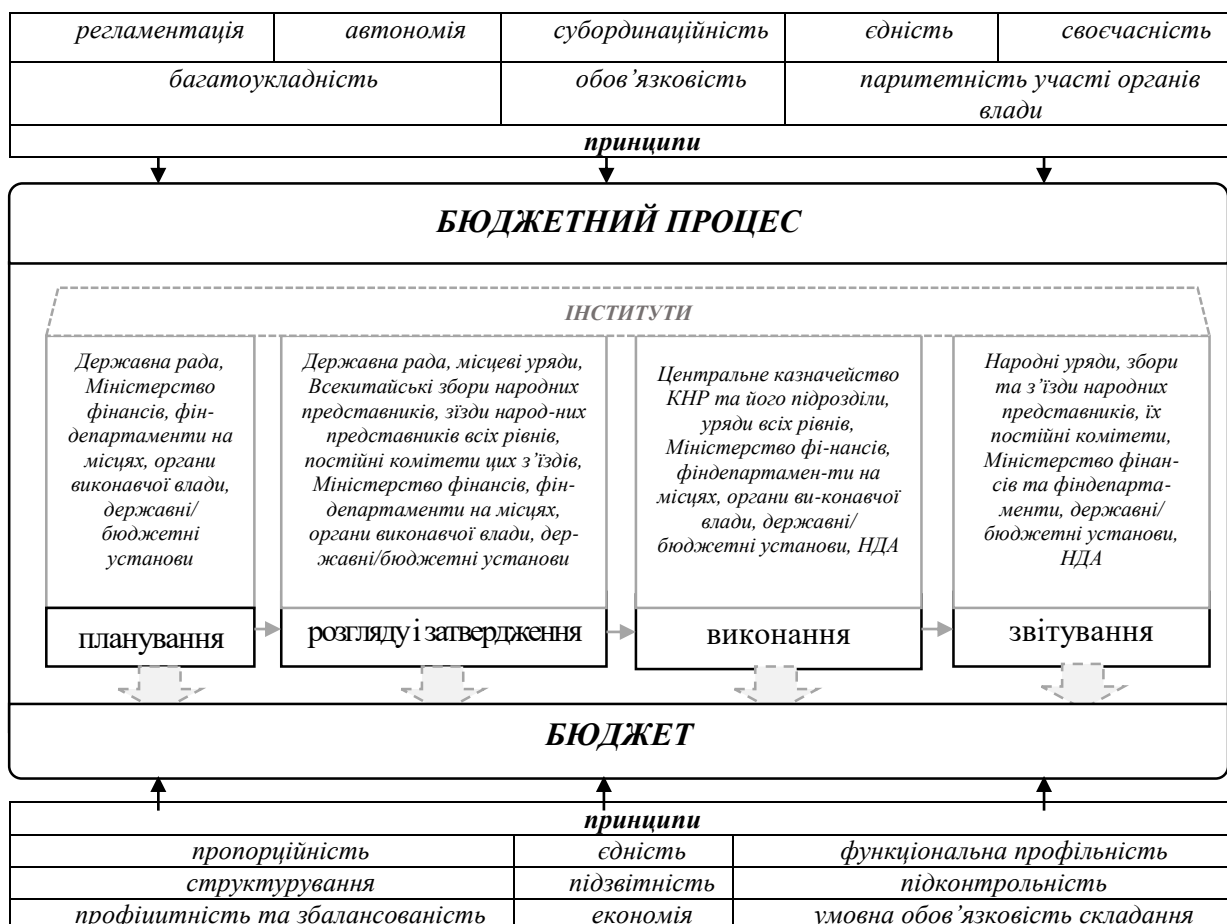 регламентація автономія субординаційність єдність своєчасність
багатоукладність обов’язковість паритетність участі органів
влади
принципи
БЮДЖЕТНИЙ ПРОЦЕС
ІНСТИТУТИ
Державна рада,
Міністерство
фінансів, фін-
департаменти на
місцях, органи
виконавчої влади,
державні/
бюджетні
установи
Державна рада, місцеві уряди,
Всекитайські збори народних
представників, зїзди народ-них
представників всіх рівнів,
постійні комітети цих з’їздів,
Міністерство фінансів, фін-
департаменти на місцях,
органи виконавчої влади, дер-
жавні/бюджетні установи
Центральне казначейство
КНР та його підрозділи,
уряди всіх рівнів,
Міністерство фі-нансів,
фіндепартамен-ти на
місцях, органи ви-конавчої
влади, державні/
бюджетні установи, НДА
Народні уряди, збори
та з’їзди народних
представників, їх
постійні комітети,
Міністерство фінан-
сів та фіндепарта-
менти, державні/
бюджетні установи,
НДА
планування
розгляду і затвердження
виконання
звітування
БЮДЖЕТ
принципи
пропорційність єдність функціональна профільність
структурування підзвітність підконтрольність
профіцитність та збалансованість економія умовна обов’язковість складання